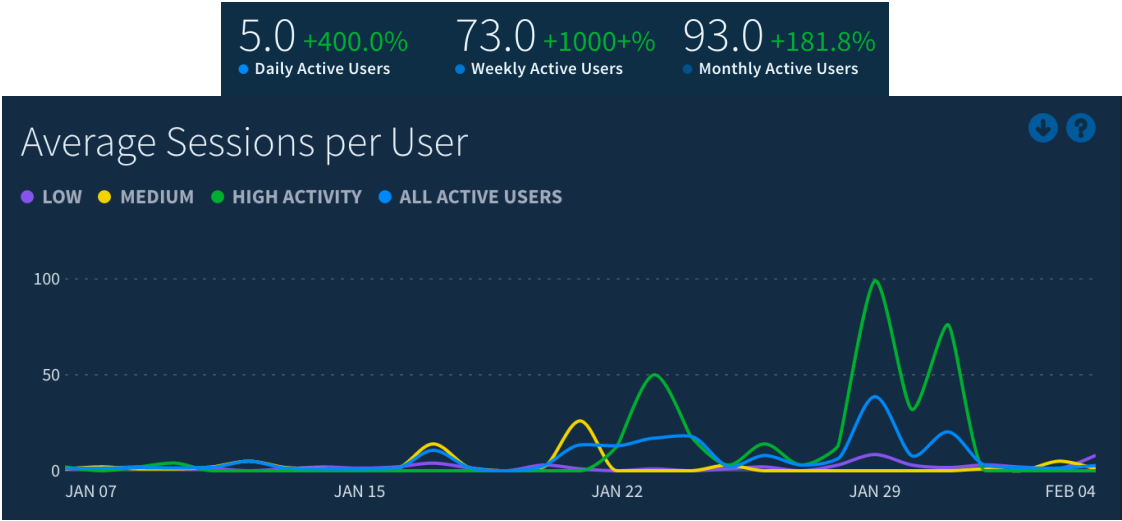 5.0 +400.0% 73.0 +1000+% 93.0 +181.8%
Daily Active Users Weekly Active Users Monthly Active Users
Average Sessions per User
?
LOW MEDIUM HIGH ACTIVITY ALL ACTIVE USERS
100
50
0
JAN 07 JAN 15 JAN 22 JAN 29 FEB 04